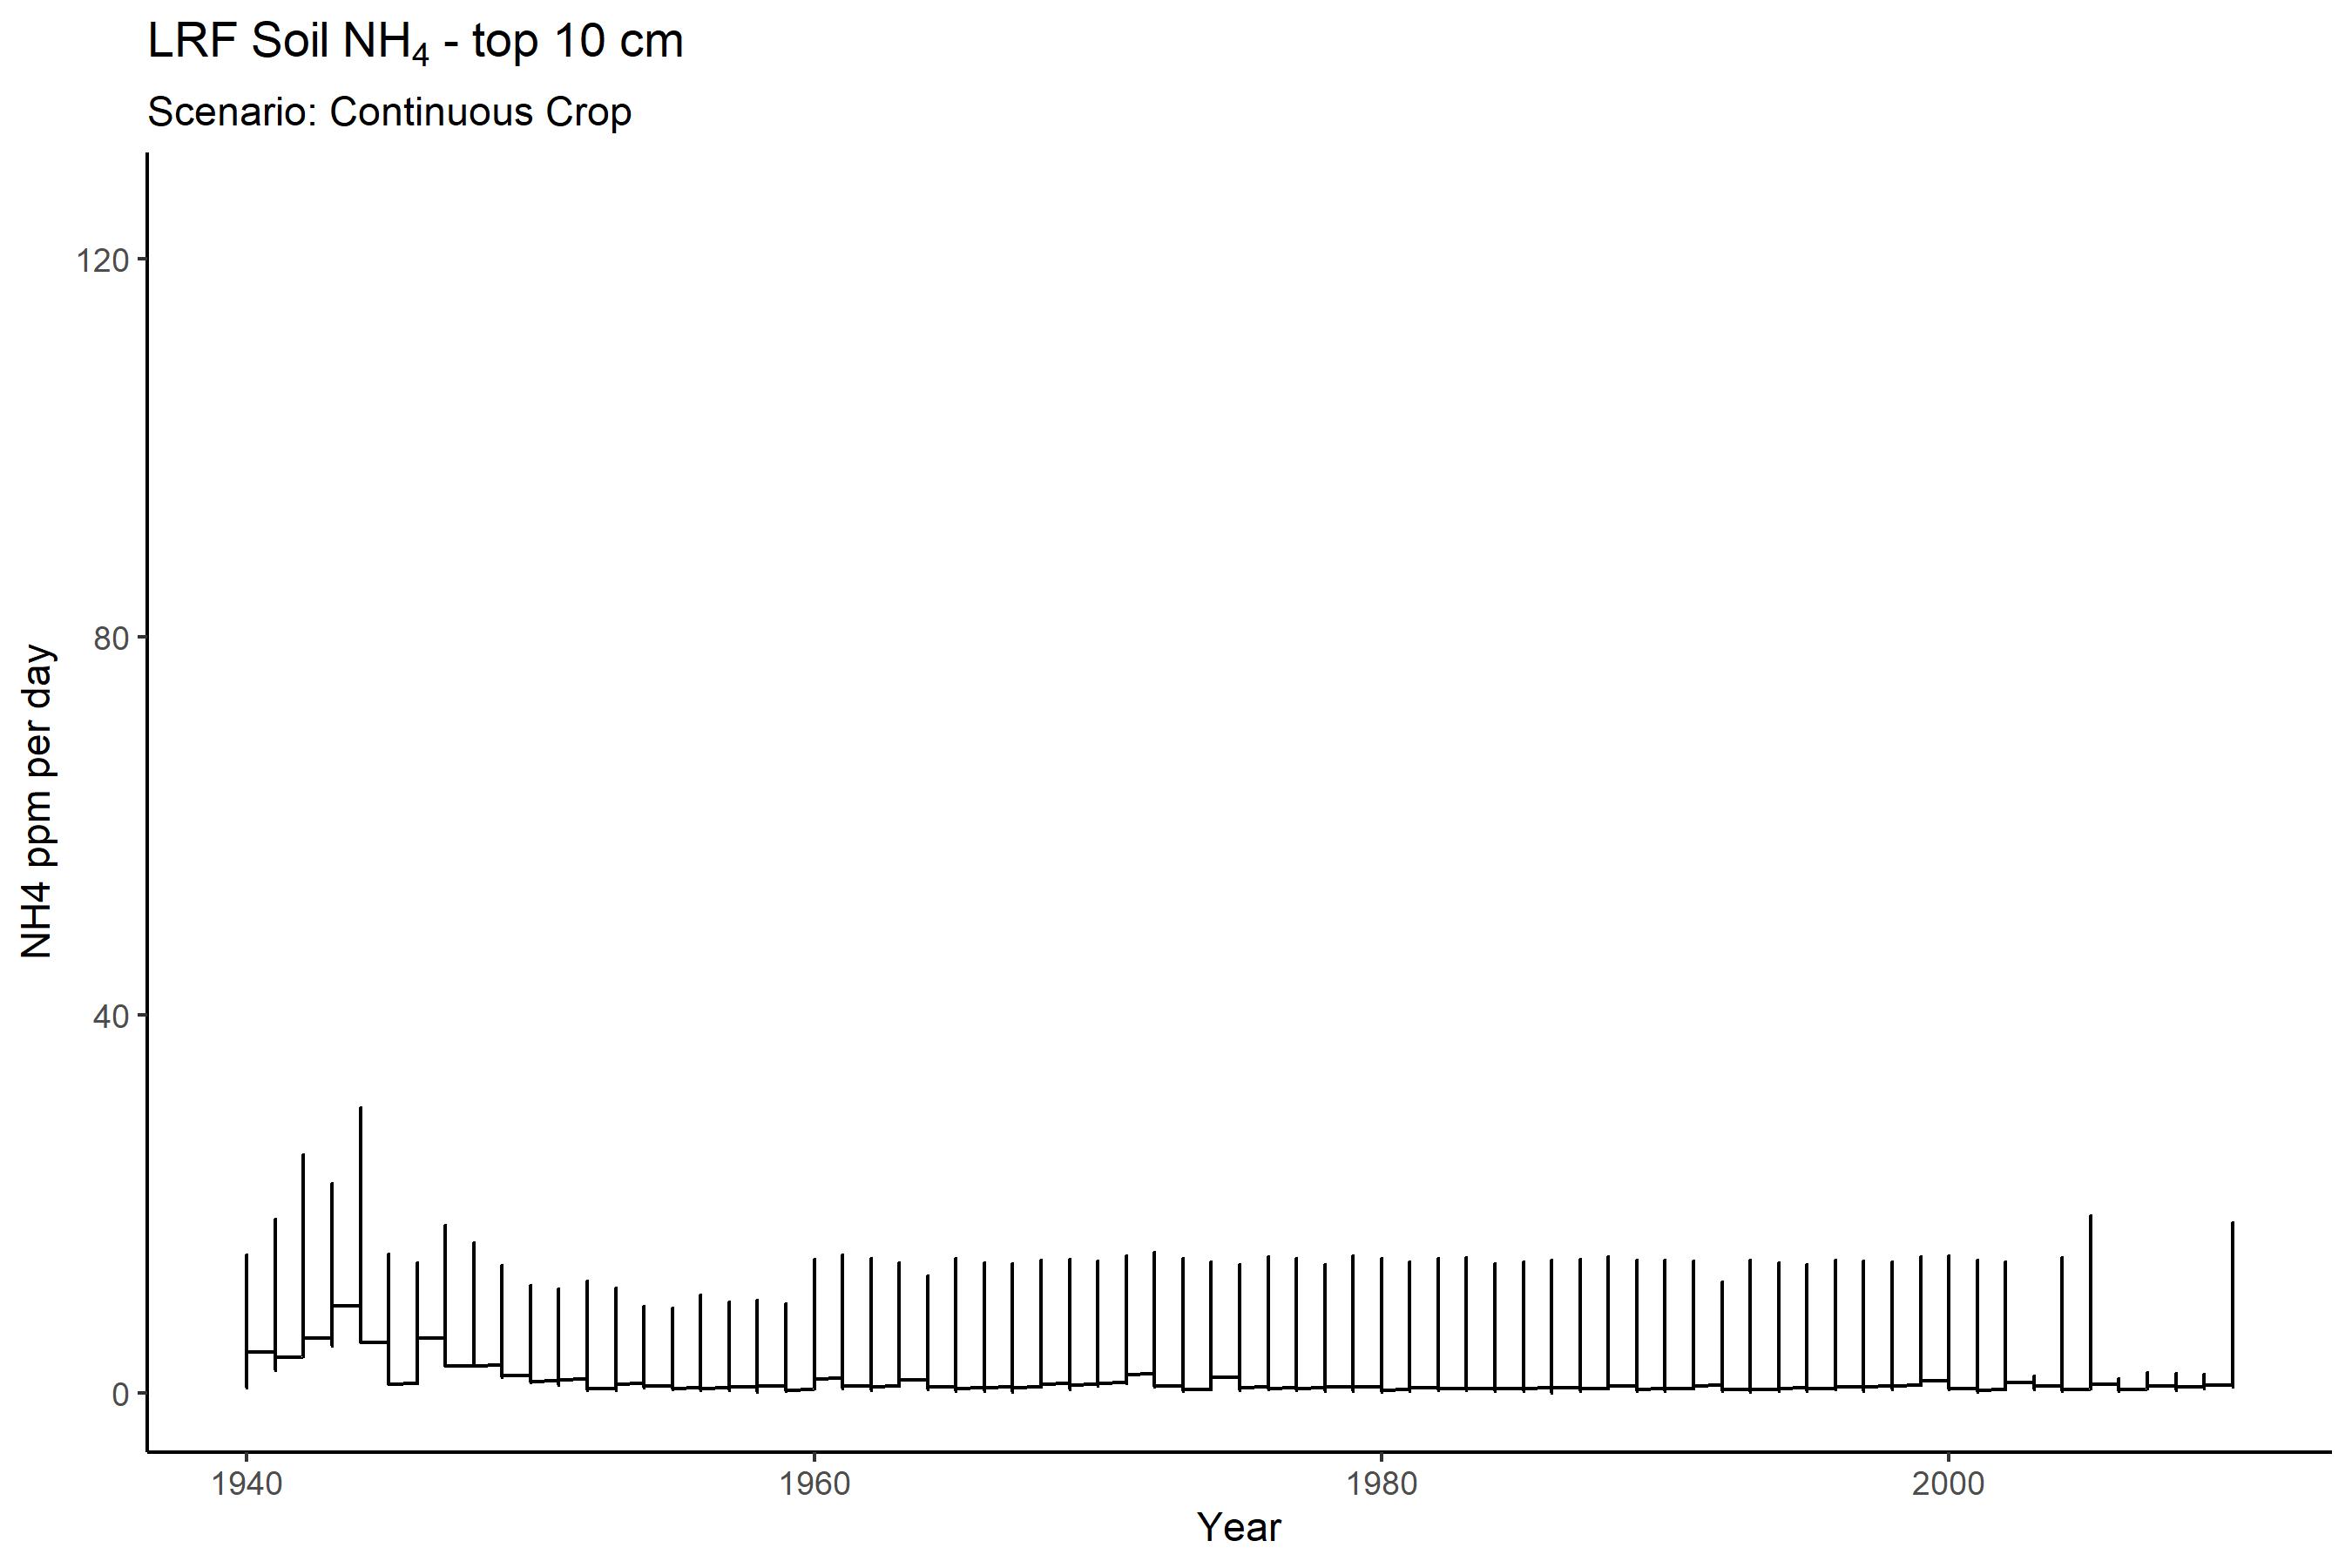 LRF Soil NH₄ - top 10 cm
Scenario: Continuous Crop
120
80
40
0
NH4 ppm per day
1940 1960 1980 2000
Year